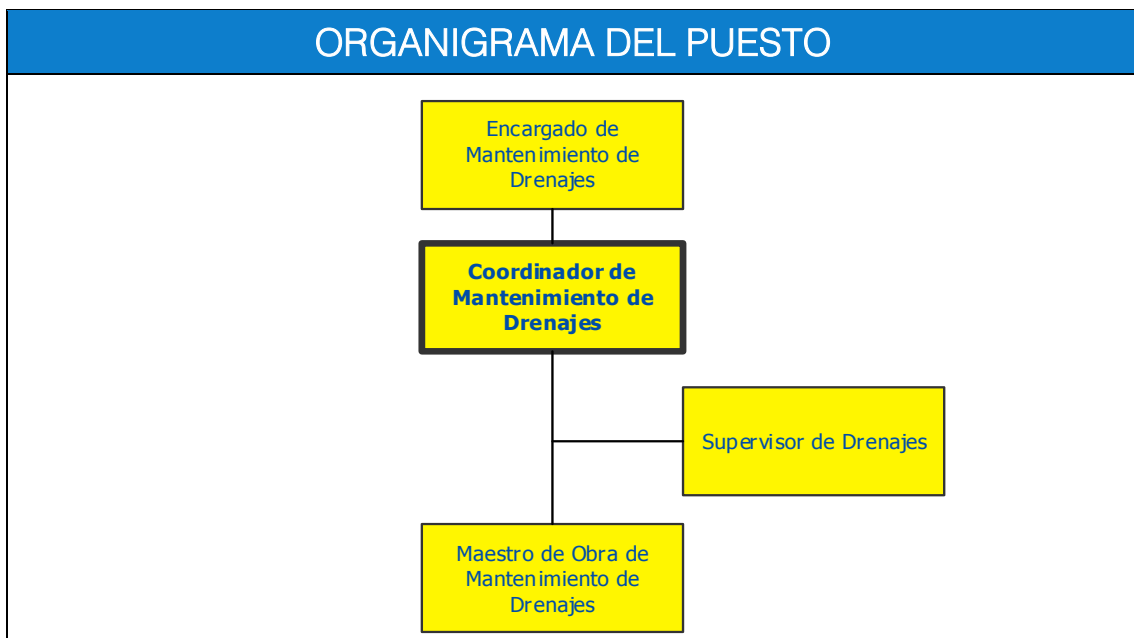 ORGANIGRAMA DEL PUESTO
Encargado de
Mantenimiento de
Drenajes
Coordinador de
Mantenimiento de
Drenajes
Supervisor de Drenajes
Maestro de Obra de
Mantenimiento de
Drenajes